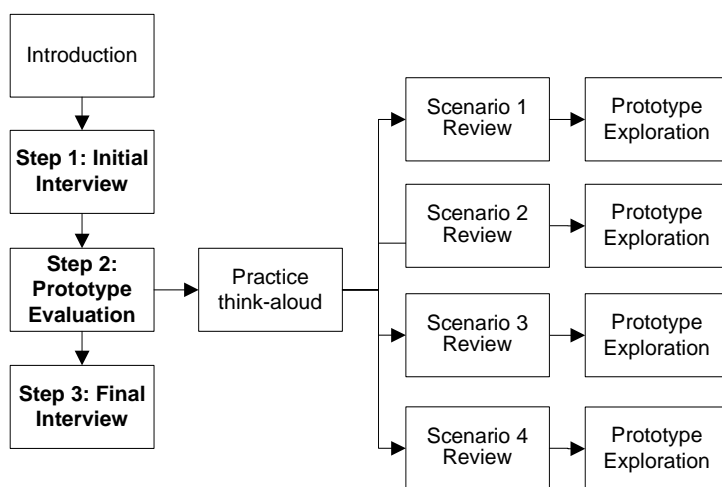 Introduction
Step 1: Initial
Interview
Step 2:
Prototype
Evaluation
Step 3: Final
Interview
Practice
think-aloud
Scenario 1
Review
Prototype
Exploration
Scenario 2
Review
Prototype
Exploration
Scenario 3
Review
Prototype
Exploration
Scenario 4
Review
Prototype
Exploration